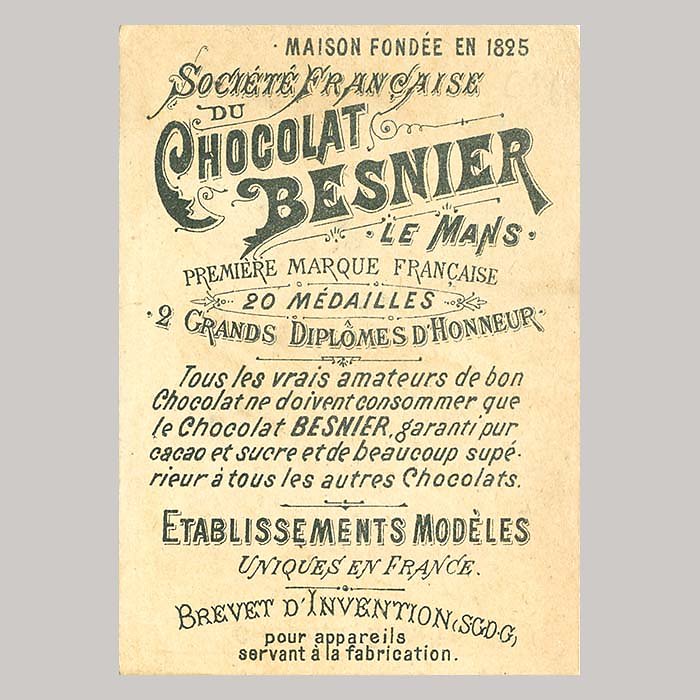 · MAISON FONDÉE EN 1825
SOCIÉTÉ FRANÇAISE
DU
CHOCOLAT
BESNIER
· LE MANS ·
PREMIÈRE MARQUE FRANÇAISE
20 MÉDAILLES
· 2 GRANDS DIPLÔMES D'HONNEUR ·
Tous les vrais amateurs de bon
Chocolat ne doivent consommer que
le Chocolat BESNIER, garanti pur
cacao et sucre et de beaucoup supé-
rieur à tous les autres Chocolats.
ETABLISSEMENTS MODÈLES
UNIQUES EN FRANCE.
BREVET D'INVENTION (S.G.D.G)
pour appareils
servant à la fabrication.